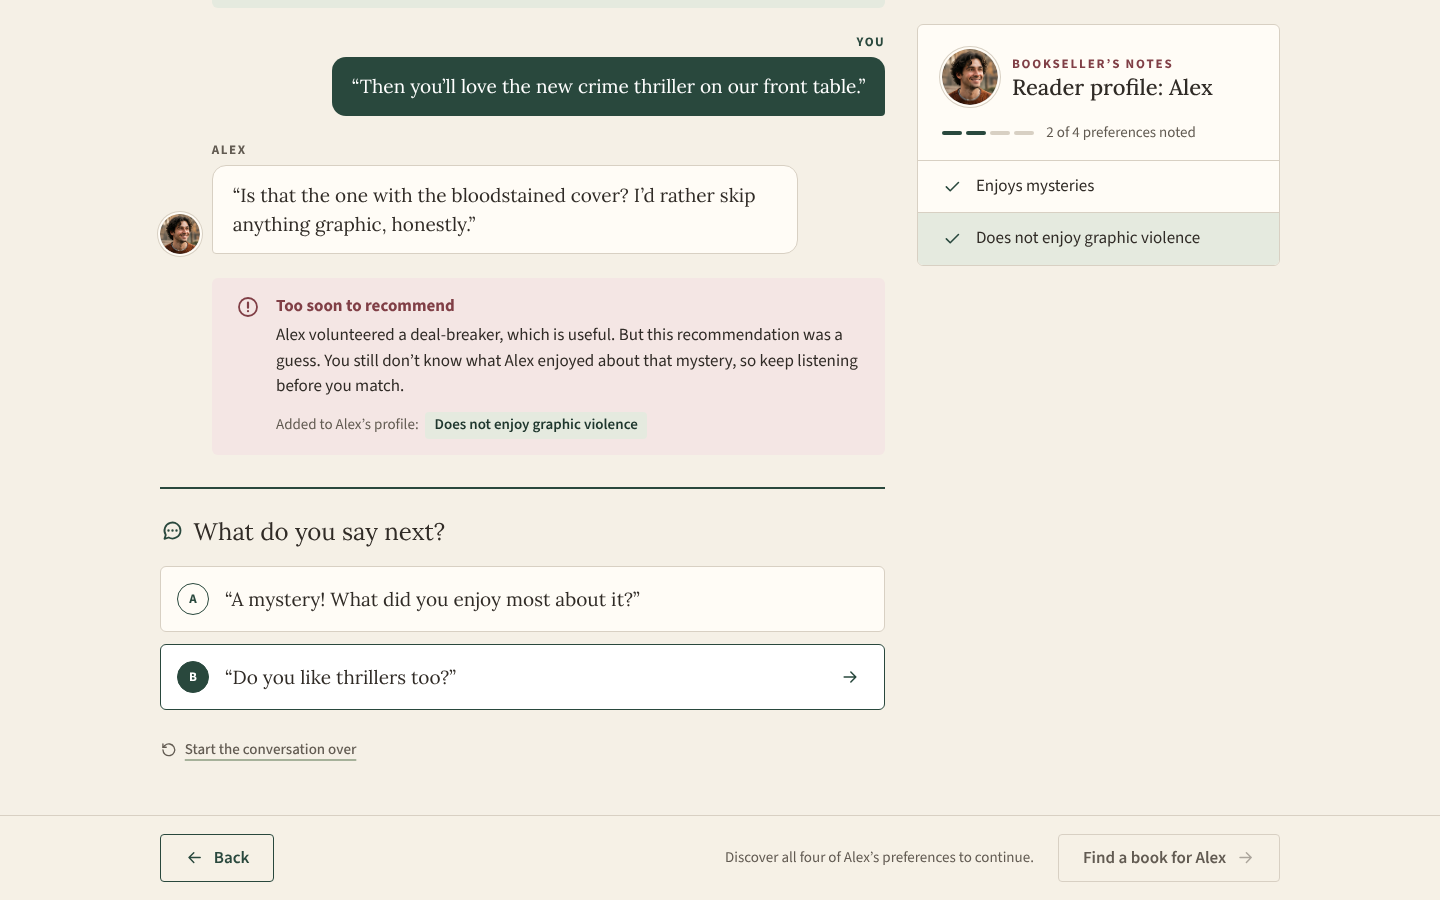 YOU
“Then you’ll love the new crime thriller on our front table.”
ALEX
“Is that the one with the bloodstained cover? I’d rather skip
anything graphic, honestly.”
Too soon to recommend
Alex volunteered a deal-breaker, which is useful. But this recommendation was a
guess. You still don’t know what Alex enjoyed about that mystery, so keep listening
before you match.
Added to Alex’s profile: Does not enjoy graphic violence
What do you say next?
A “A mystery! What did you enjoy most about it?”
B “Do you like thrillers too?”
Start the conversation over
BOOKSELLER’S NOTES
Reader profile: Alex
2 of 4 preferences noted
Enjoys mysteries
Does not enjoy graphic violence
Back
Discover all four of Alex’s preferences to continue.
Find a book for Alex